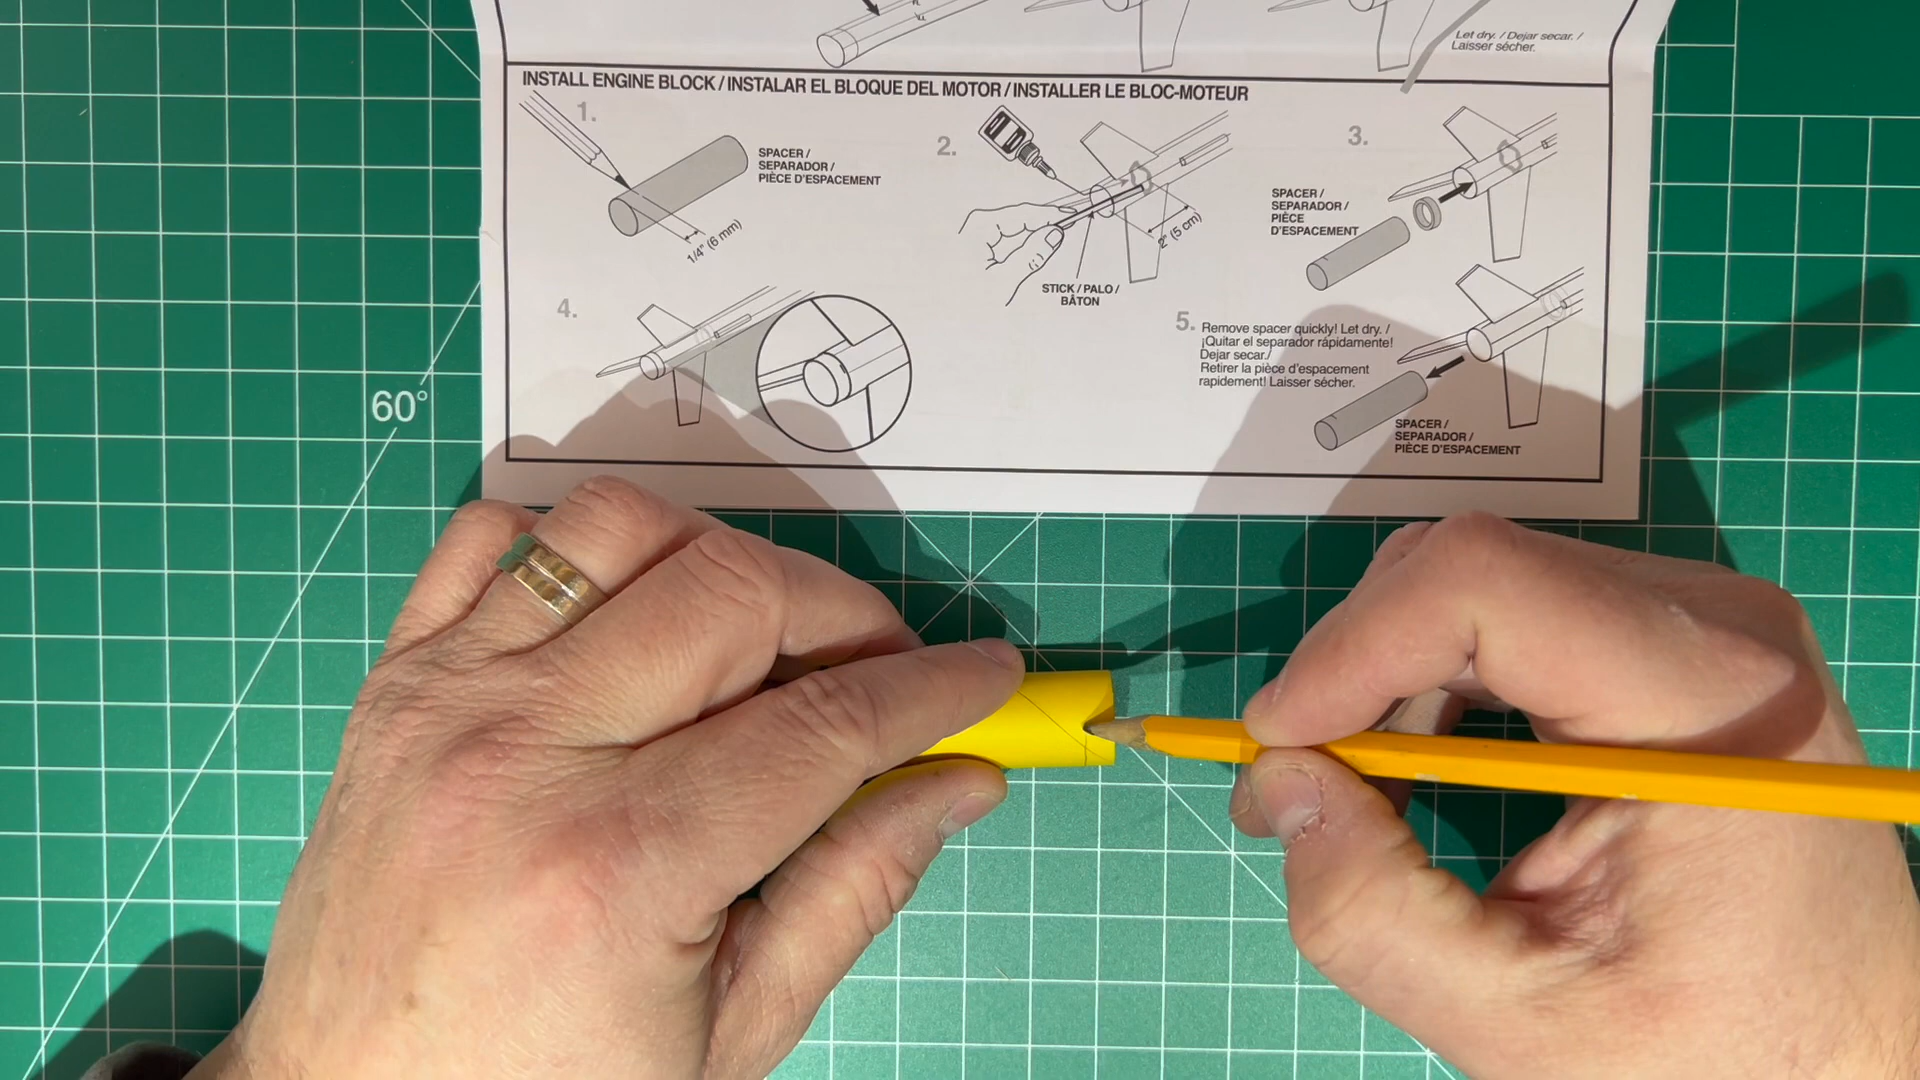 Let dry. / Dejar secar. /
Laisser sécher.
INSTALL ENGINE BLOCK / INSTALAR EL BLOQUE DEL MOTOR / INSTALLER LE BLOC-MOTEUR
1.
SPACER /
SEPARADOR /
PIÈCE D'ESPACEMENT
1/4" (6 mm)
2.
2" (5 cm)
STICK / PALO /
BÂTON
3.
SPACER /
SEPARADOR /
PIÈCE
D'ESPACEMENT
4.
5. Remove spacer quickly! Let dry. /
¡Quitar el separador rápidamente!
Dejar secar./
Retirer la pièce d'espacement
rapidement! Laisser sécher.
SPACER /
SEPARADOR /
PIÈCE D'ESPACEMENT
60°